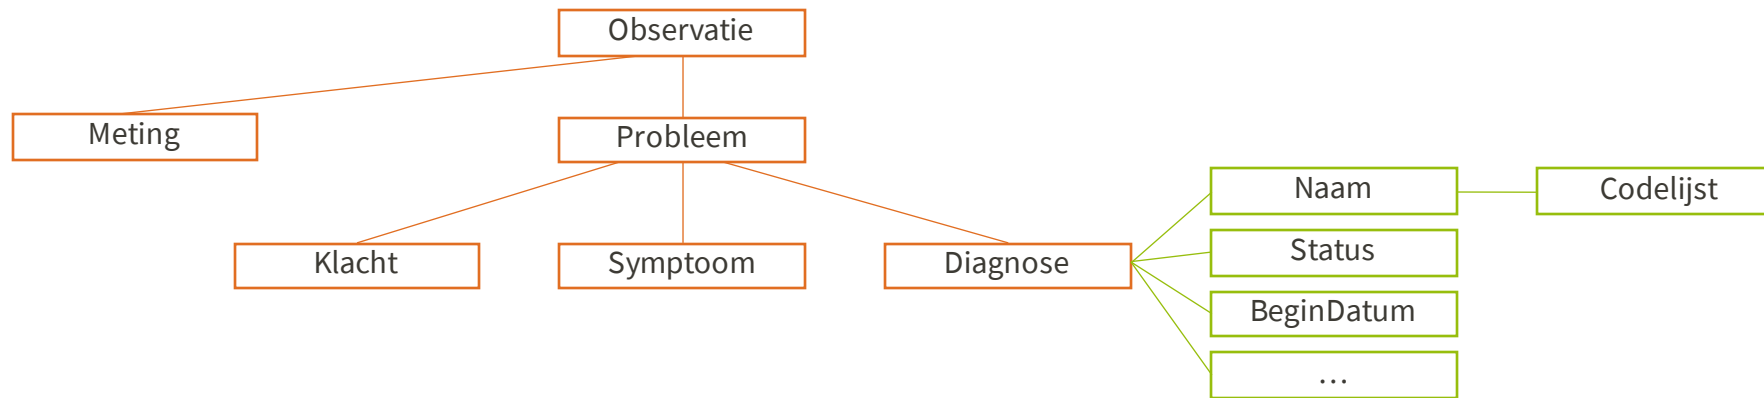 Observatie
Meting
Probleem
Naam
Codelijst
Klacht
Symptoom
Diagnose
Status
BeginDatum
...